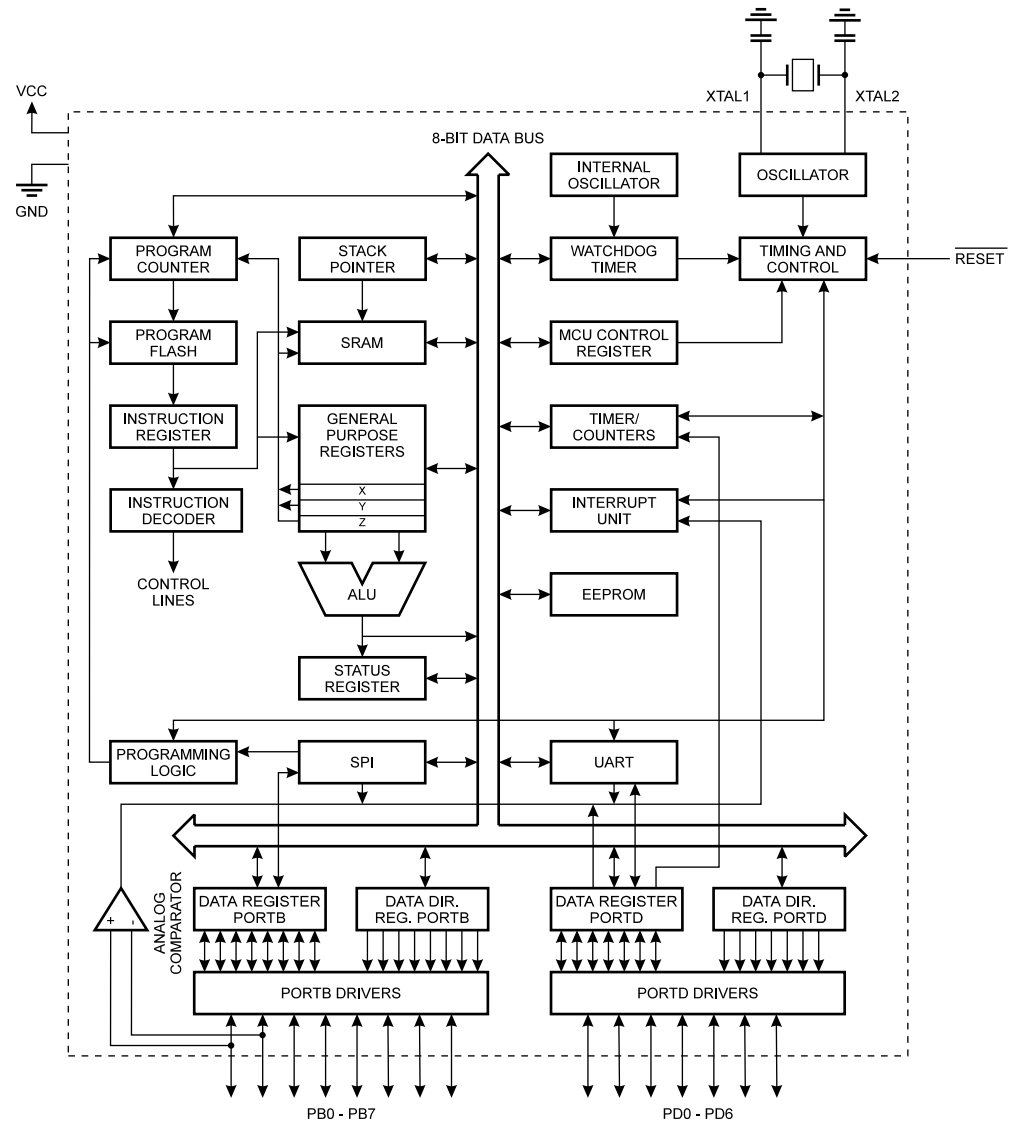 VCC
GND
XTAL1
XTAL2
8-BIT DATA BUS
INTERNAL
OSCILLATOR
OSCILLATOR
PROGRAM
COUNTER
STACK
POINTER
WATCHDOG
TIMER
TIMING AND
CONTROL
RESET
PROGRAM
FLASH
SRAM
MCU CONTROL
REGISTER
INSTRUCTION
REGISTER
GENERAL
PURPOSE
REGISTERS
X
Y
Z
TIMER/
COUNTERS
INSTRUCTION
DECODER
INTERRUPT
UNIT
CONTROL
LINES
ALU
EEPROM
STATUS
REGISTER
PROGRAMMING
LOGIC
SPI
UART
ANALOG
COMPARATOR
+
-
DATA REGISTER
PORTB
DATA DIR.
REG. PORTB
DATA REGISTER
PORTD
DATA DIR.
REG. PORTD
PORTB DRIVERS
PORTD DRIVERS
PB0 - PB7
PD0 - PD6